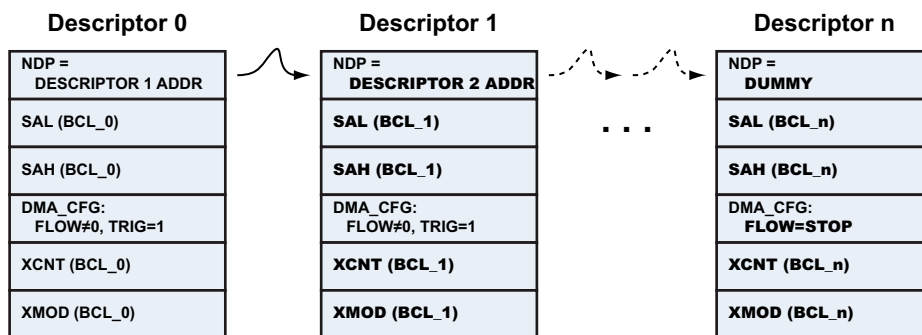 Descriptor 0
NDP =
DESCRIPTOR 1 ADDR
SAL (BCL_0)
SAH (BCL_0)
DMA_CFG:
FLOW≠0, TRIG=1
XCNT (BCL_0)
XMOD (BCL_0)
Descriptor 1
NDP =
DESCRIPTOR 2 ADDR
SAL (BCL_1)
SAH (BCL_1)
DMA_CFG:
FLOW≠0, TRIG=1
XCNT (BCL_1)
XMOD (BCL_1)
. . .
Descriptor n
NDP =
DUMMY
SAL (BCL_n)
SAH (BCL_n)
DMA_CFG:
FLOW=STOP
XCNT (BCL_n)
XMOD (BCL_n)